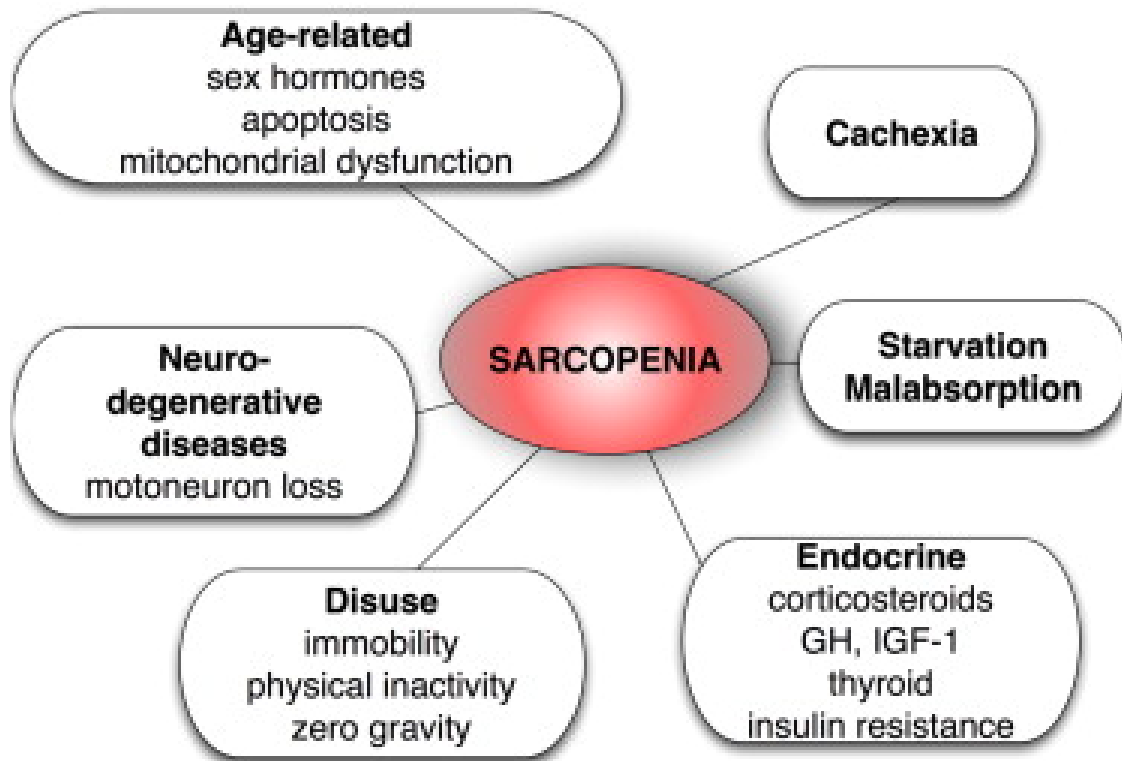 Age-related
sex hormones
apoptosis
mitochondrial dysfunction
Cachexia
SARCOPENIA
Starvation
Malabsorption
Neuro-
degenerative
diseases
motoneuron loss
Disuse
immobility
physical inactivity
zero gravity
Endocrine
corticosteroids
GH, IGF-1
thyroid
insulin resistance